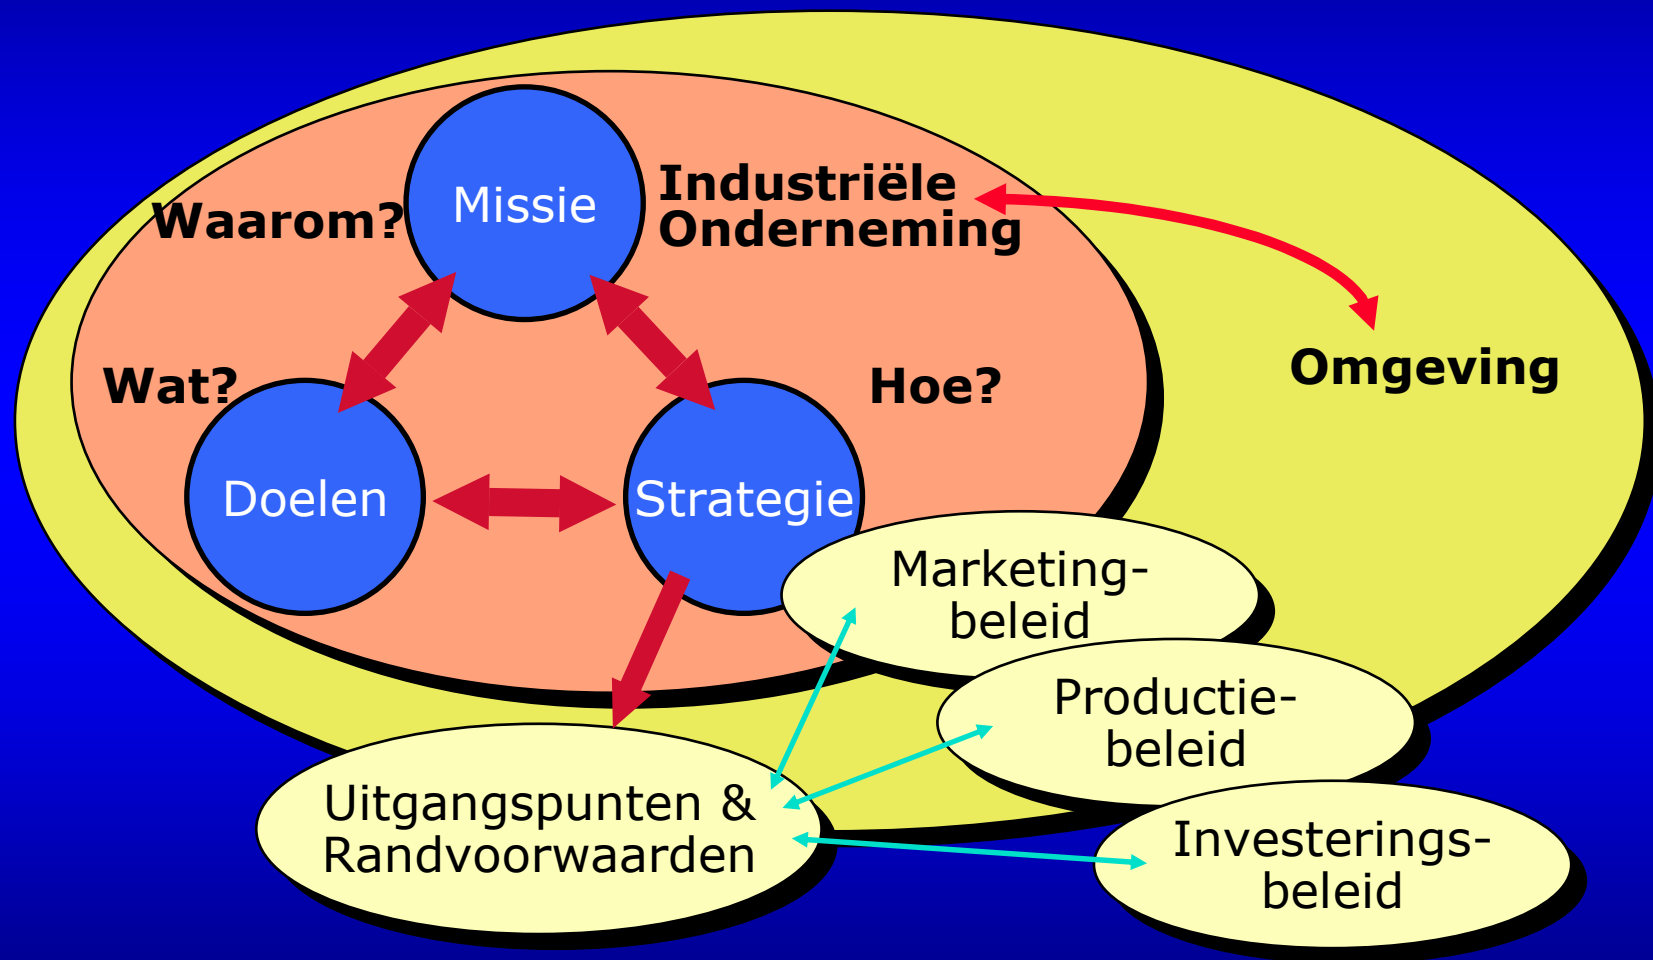 Missie
Industriële
Onderneming
Waarom?
Wat?
Hoe?
Omgeving
Doelen
Strategie
Marketing-
beleid
Productie-
beleid
Uitgangspunten &
Randvoorwaarden
Investerings-
beleid